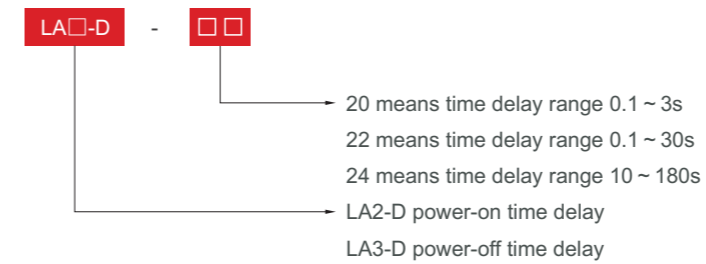 LA□-D - □□
20 means time delay range 0.1 ~ 3s
22 means time delay range 0.1 ~ 30s
24 means time delay range 10 ~ 180s
LA2-D power-on time delay
LA3-D power-off time delay